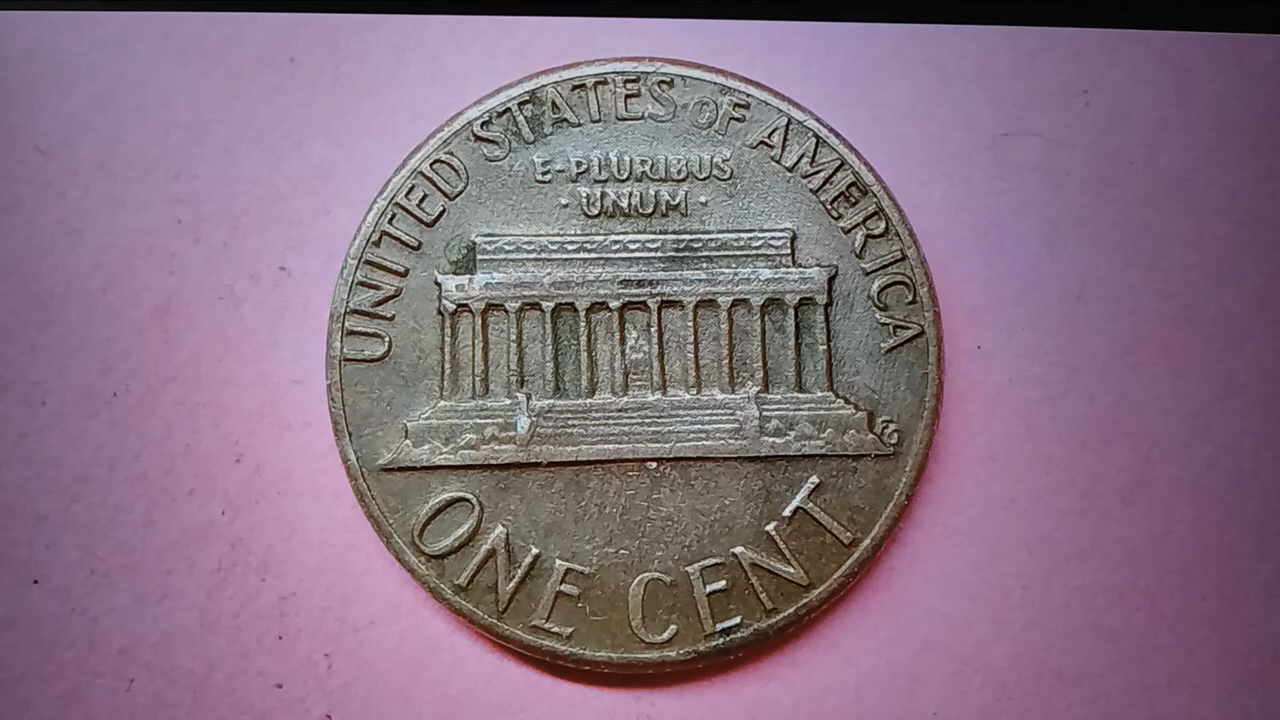 UNITED STATES OF AMERICA
E·PLURIBUS
·UNUM·
ONE CENT